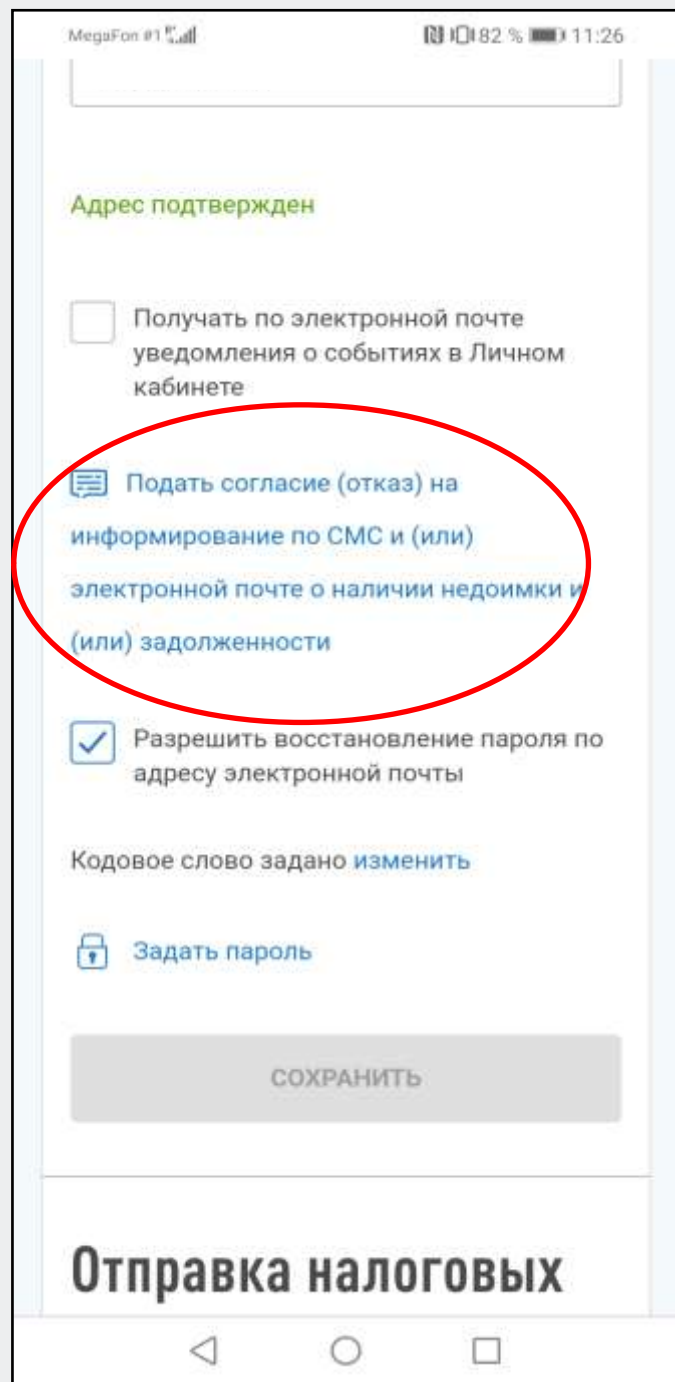 MegaFon #1 82 % 11:26
Адрес подтвержден
Получать по электронной почте
уведомления о событиях в Личном
кабинете
Подать согласие (отказ) на
информирование по СМС и (или)
электронной почте о наличии недоимки и
(или) задолженности
Разрешить восстановление пароля по
адресу электронной почты
Кодовое слово задано изменить
Задать пароль
СОХРАНИТЬ
Отправка налоговых